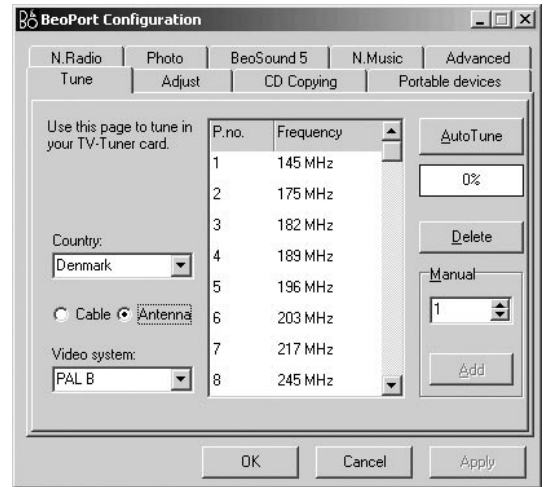 BeoPort Configuration
N.Radio Photo BeoSound 5 N.Music Advanced
Tune Adjust CD Copying Portable devices
Use this page to tune in
your TV-Tuner card.
Country:
Denmark
Cable Antenna
Video system:
PAL B
P.no. Frequency
1 145 MHz
2 175 MHz
3 182 MHz
4 189 MHz
5 196 MHz
6 203 MHz
7 217 MHz
8 245 MHz
AutoTune
0%
Delete
Manual
1
Add
OK Cancel Apply